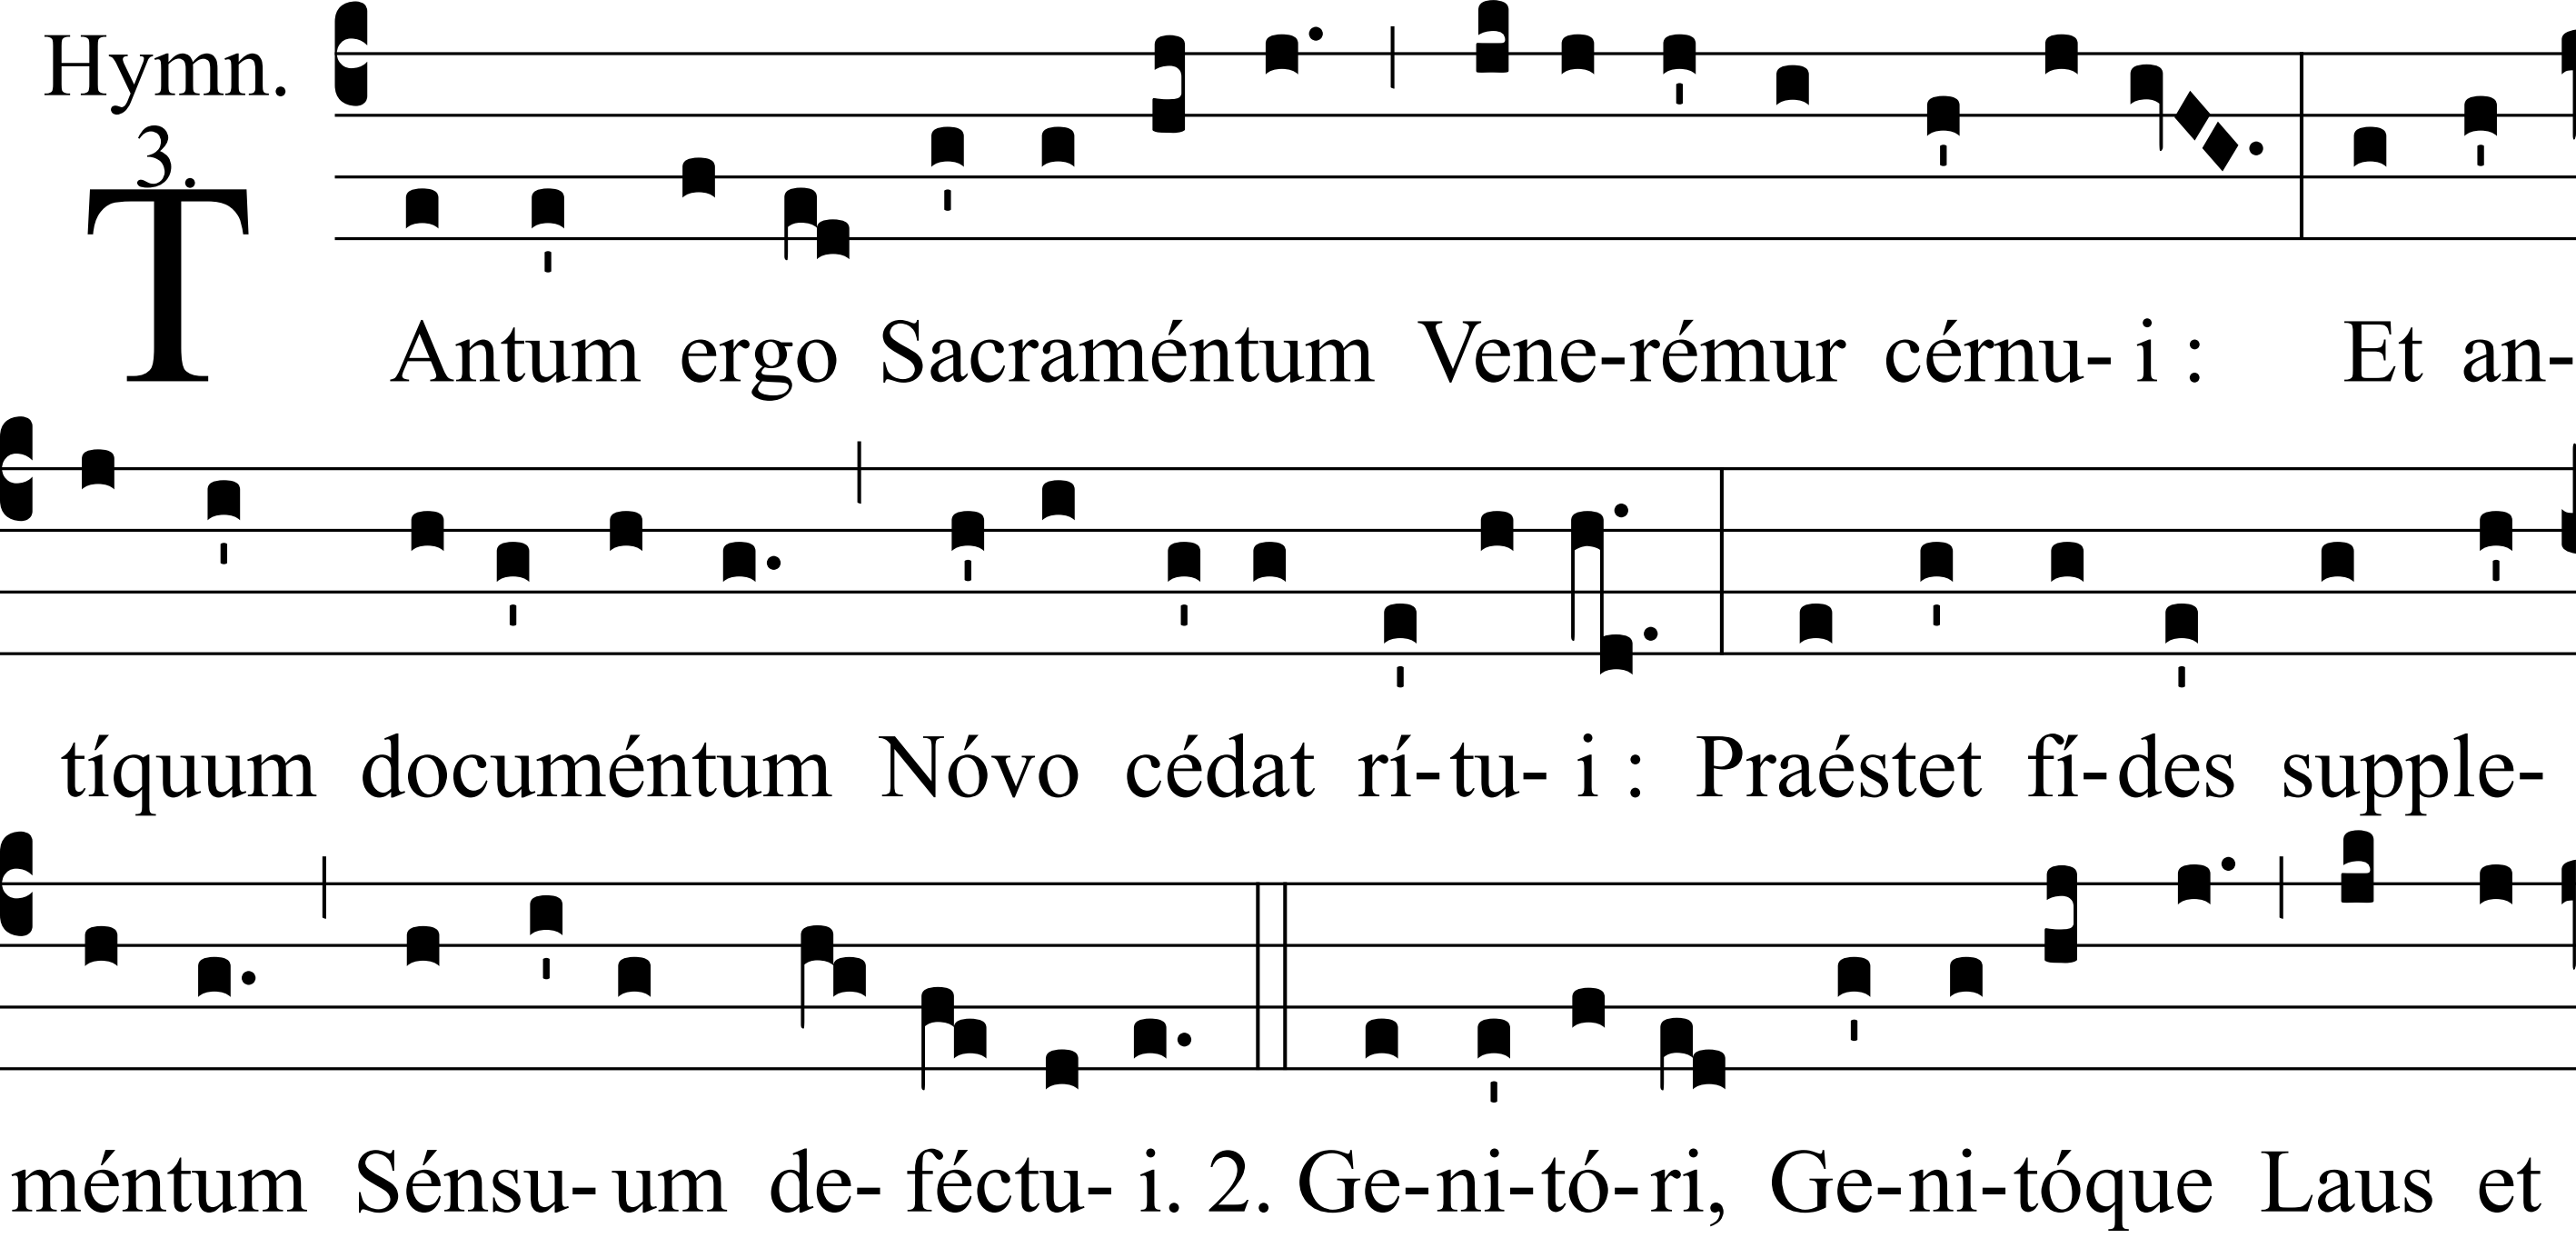 Hymn.
3.
TAntum ergo Sacraméntum Vene-rémur cérnu- i : Et an-
tíquum documéntum Nóvo cédat rí-tu- i : Praéstet fí-des supple-
méntum Sénsu-um de- féctu- i. 2. Ge-ni-tó-ri, Ge-ni-tóque Laus et